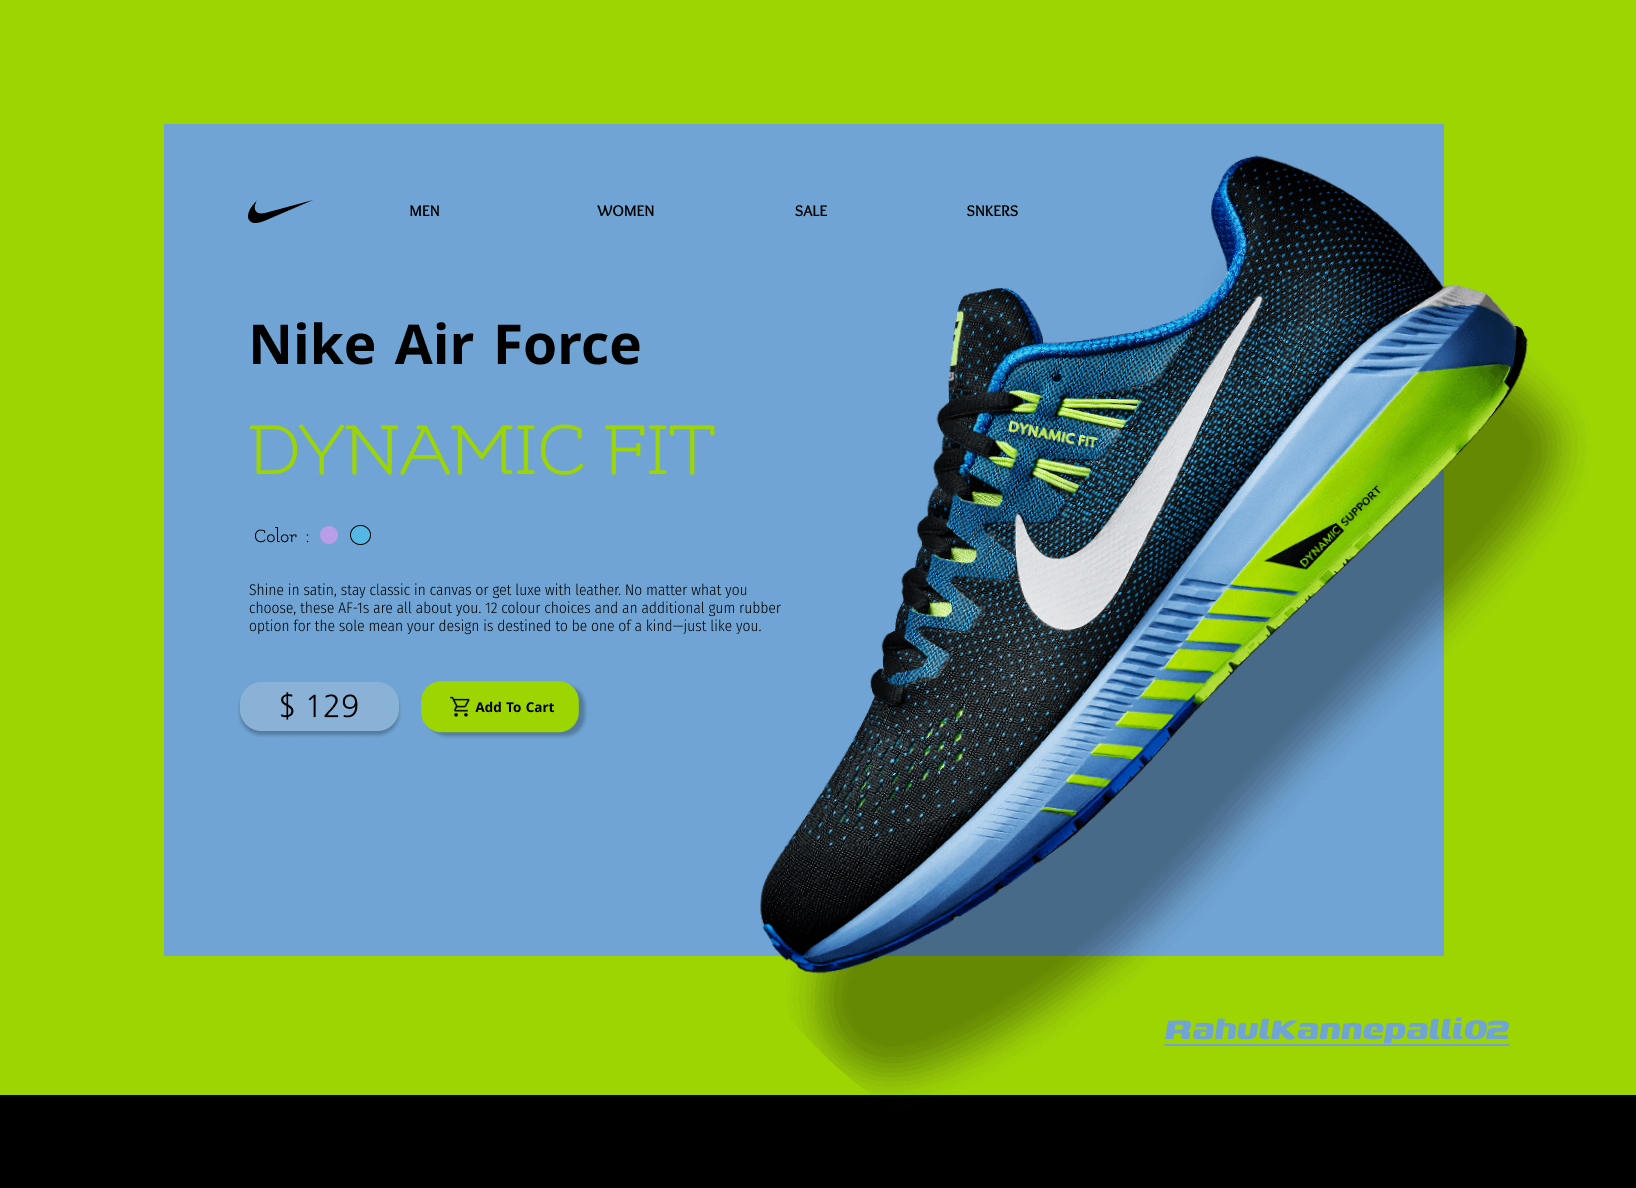 MEN WOMEN SALE SNKERS
Nike Air Force
DYNAMIC FIT
Color :
Shine in satin, stay classic in canvas or get luxe with leather. No matter what you
choose, these AF-1s are all about you. 12 colour choices and an additional gum rubber
option for the sole mean your design is destined to be one of a kind—just like you.
$ 129
Add To Cart
DYNAMIC FIT
DYNAMIC SUPPORT
RahulKannepalli02